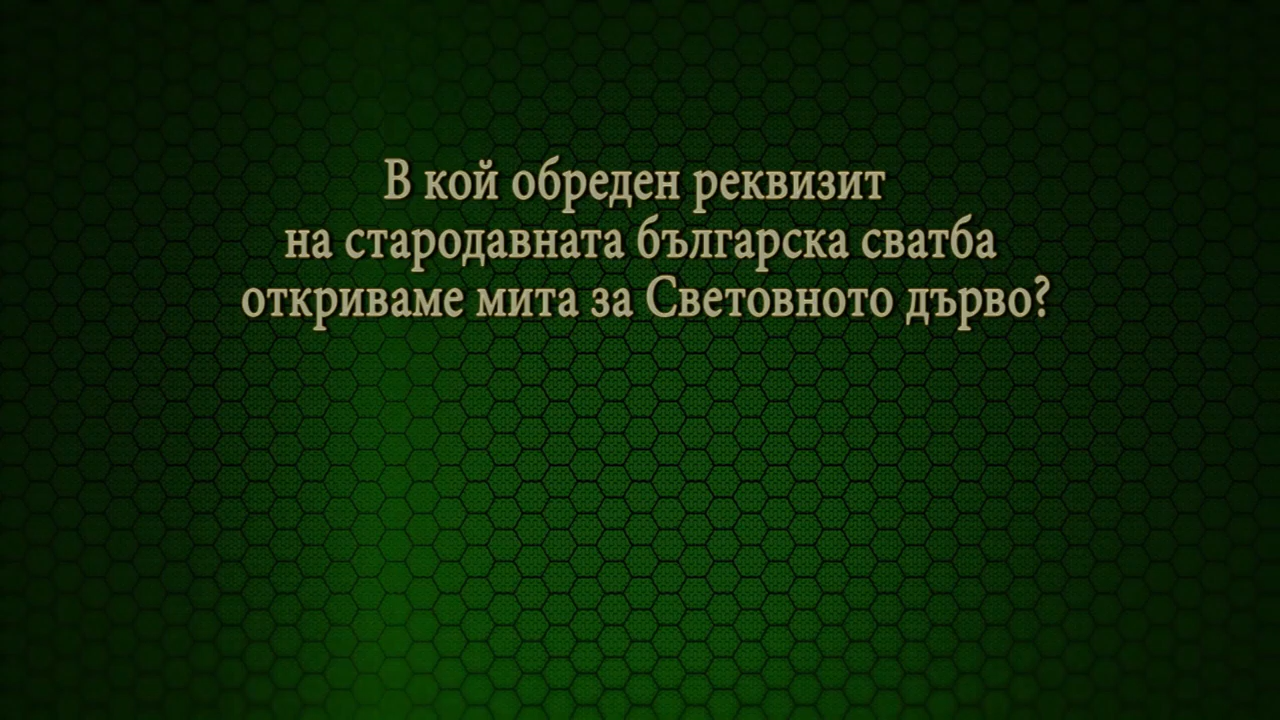 В кой обреден реквизит
на стародавната българска сватба
откриваме мита за Световното дърво?